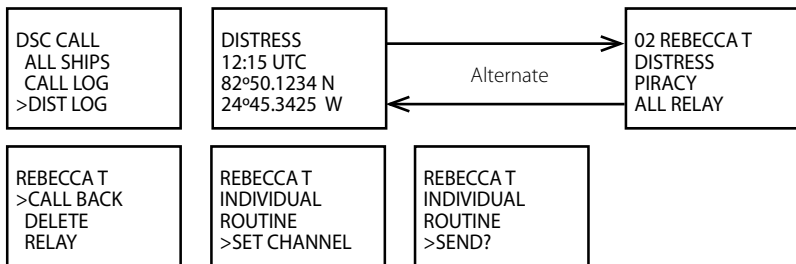 DSC CALL
ALL SHIPS
CALL LOG
>DIST LOG
DISTRESS
12:15 UTC
82º50.1234 N
24º45.3425 W
Alternate
02 REBECCA T
DISTRESS
PIRACY
ALL RELAY
REBECCA T
>CALL BACK
DELETE
RELAY
REBECCA T
INDIVIDUAL
ROUTINE
>SET CHANNEL
REBECCA T
INDIVIDUAL
ROUTINE
>SEND?